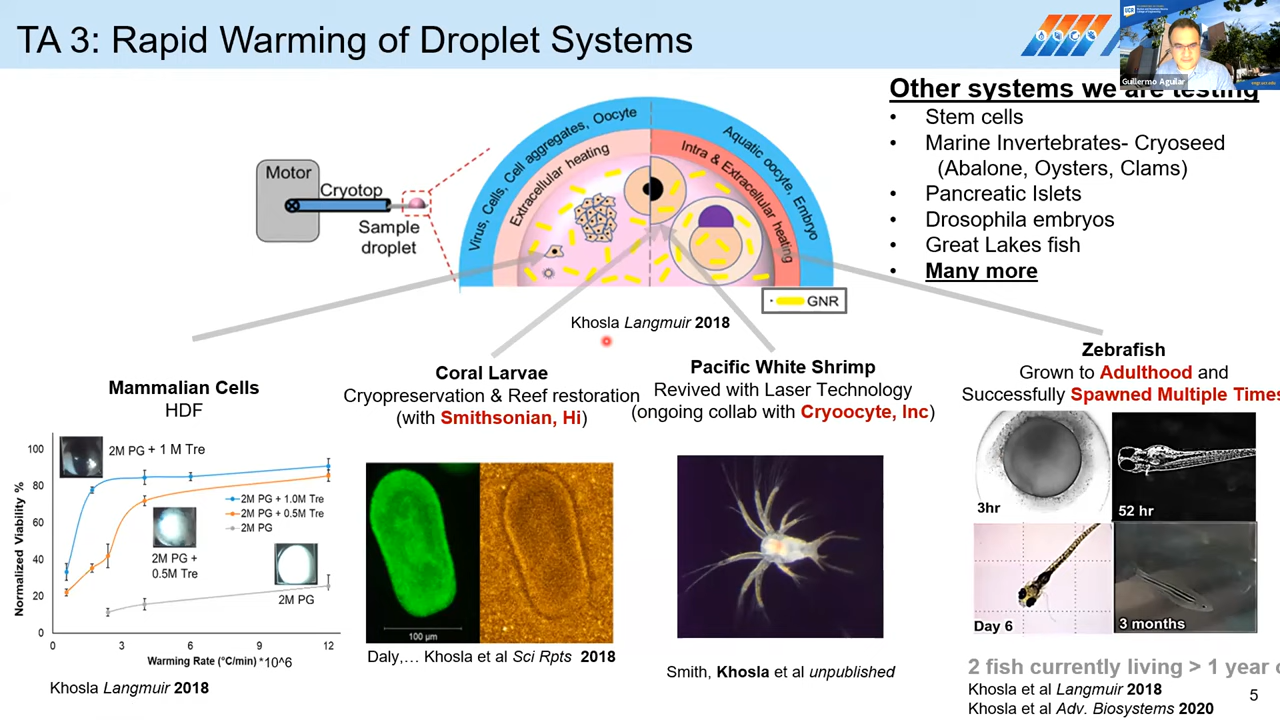 TA 3: Rapid Warming of Droplet Systems
Guillermo Aguilar
Other systems we are testing
• Stem cells
• Marine Invertebrates- Cryoseed
(Abalone, Oysters, Clams)
• Pancreatic Islets
• Drosophila embryos
• Great Lakes fish
• Many more
Motor
Cryotop
Sample
droplet
Virus, Cells, Cell aggregates, Oocyte
Extracellular heating
Aquatic oocyte, Embryo
Intra & Extracellular heating
GNR
Khosla Langmuir 2018
Mammalian Cells
HDF
Normalized Viability %
100
80
60
40
20
0
0
3
6
9
12
2M PG + 1 M Tre
2M PG + 1.0M Tre
2M PG + 0.5M Tre
2M PG
2M PG +
0.5M Tre
2M PG
Warming Rate (°C/min) *10^6
Khosla Langmuir 2018
Coral Larvae
Cryopreservation & Reef restoration
(with Smithsonian, Hi)
100 µm
Daly,… Khosla et al Sci Rpts 2018
Pacific White Shrimp
Revived with Laser Technology
(ongoing collab with Cryoocyte, Inc)
Smith, Khosla et al unpublished
Zebrafish
Grown to Adulthood and
Successfully Spawned Multiple Times
3hr
52 hr
Day 6
3 months
2 fish currently living > 1 year
Khosla et al Langmuir 2018
Khosla et al Adv. Biosystems 2020
5